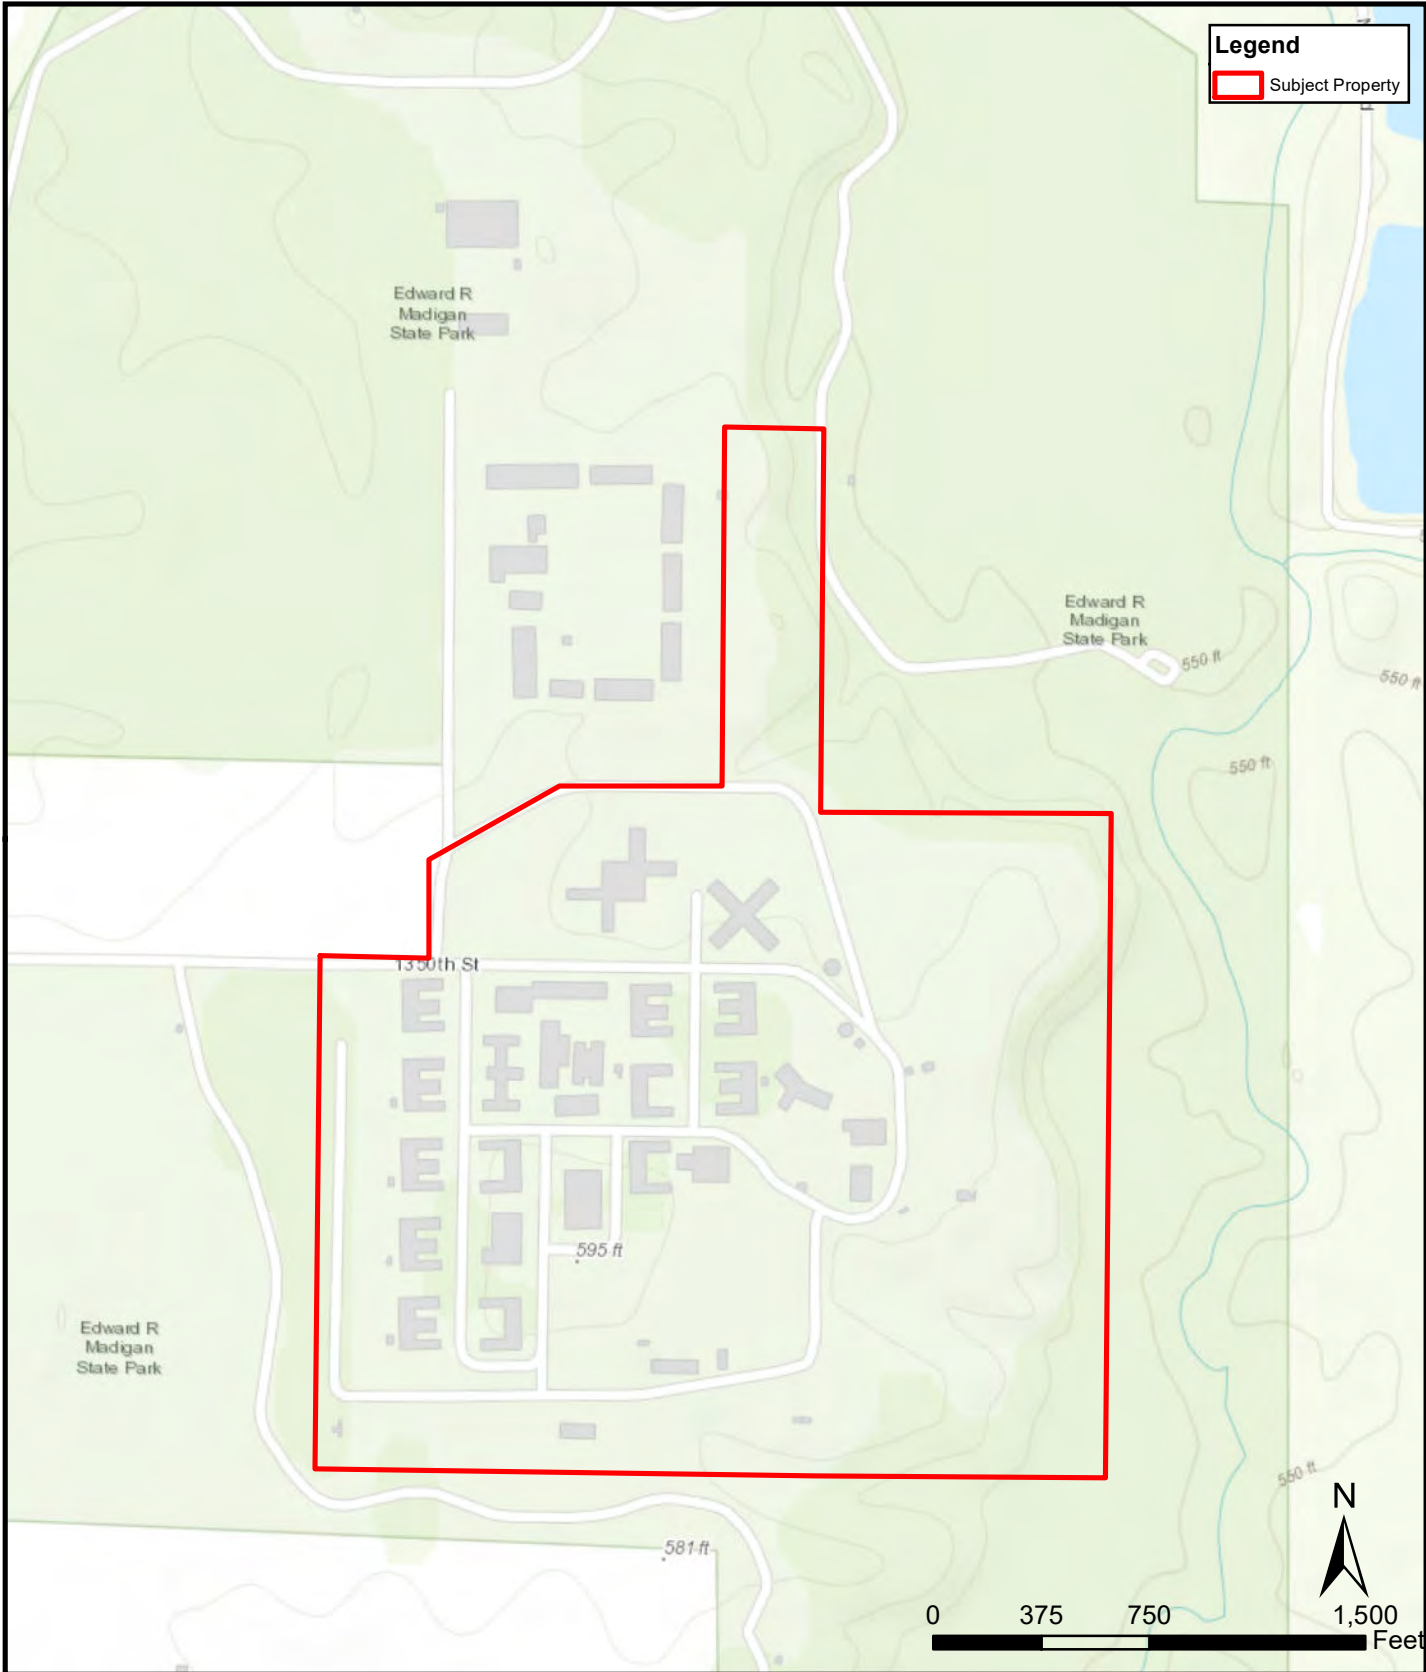 Legend
Subject Property
Edward R
Madigan
State Park
Edward R
Madigan
State Park
550 ft
550 ft
550 ft
1350th St
595 ft
Edward R
Madigan
State Park
550 ft
581 ft
N
0 375 750 1,500
Feet